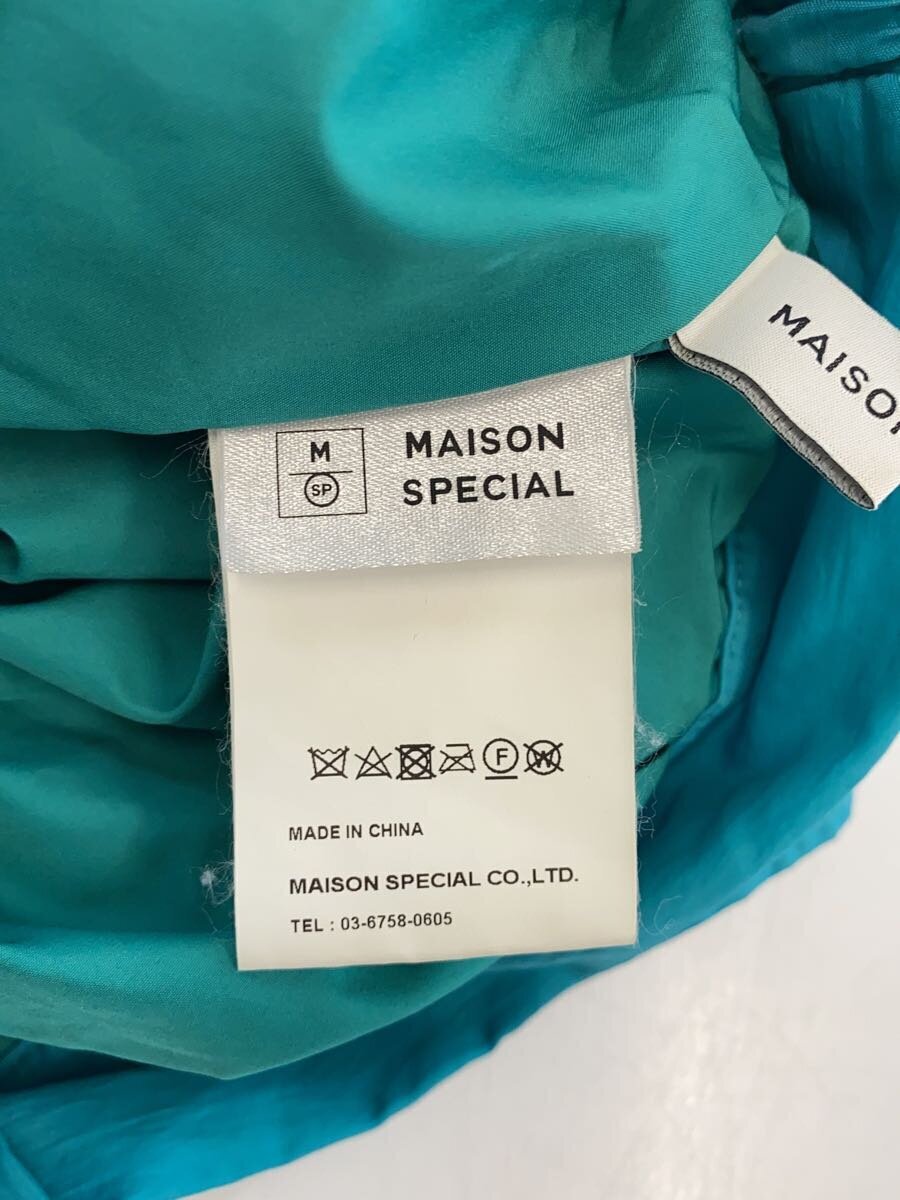 MAISON
M
SP
MAISON
SPECIAL
F
W
MADE IN CHINA
MAISON SPECIAL CO.,LTD.
TEL : 03-6758-0605